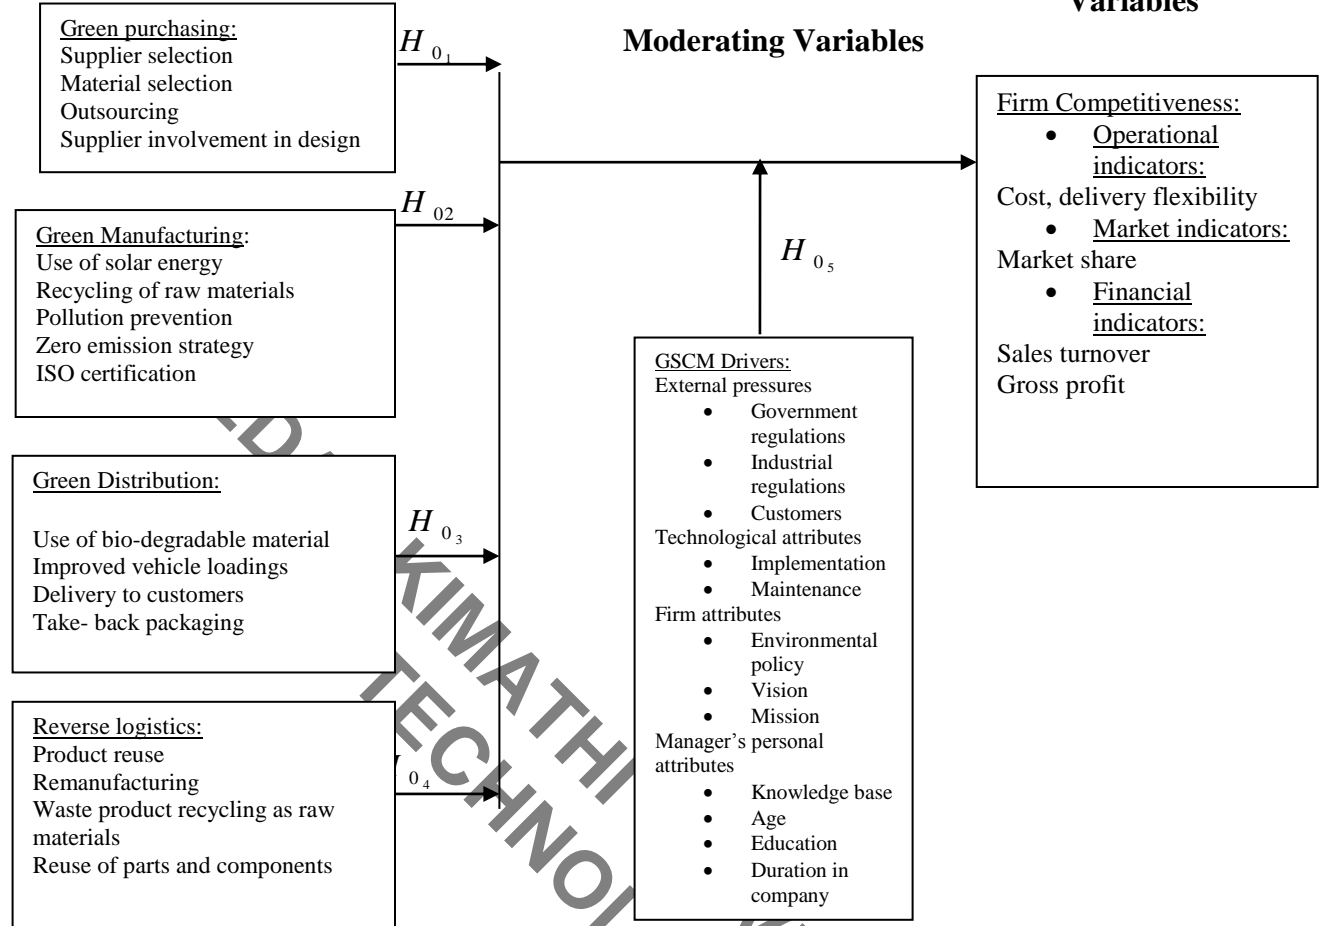 Variables
Moderating Variables
Green purchasing:
Supplier selection
Material selection
Outsourcing
Supplier involvement in design
H 0₁
Green Manufacturing:
Use of solar energy
Recycling of raw materials
Pollution prevention
Zero emission strategy
ISO certification
H 02
Green Distribution:
Use of bio-degradable material
Improved vehicle loadings
Delivery to customers
Take- back packaging
H 0₃
Reverse logistics:
Product reuse
Remanufacturing
Waste product recycling as raw
materials
Reuse of parts and components
0₄
H 0₅
GSCM Drivers:
External pressures
• Government
regulations
• Industrial
regulations
• Customers
Technological attributes
• Implementation
• Maintenance
Firm attributes
• Environmental
policy
• Vision
• Mission
Manager’s personal
attributes
• Knowledge base
• Age
• Education
• Duration in
company
Firm Competitiveness:
• Operational
indicators:
Cost, delivery flexibility
• Market indicators:
Market share
• Financial
indicators:
Sales turnover
Gross profit
KIMATHI